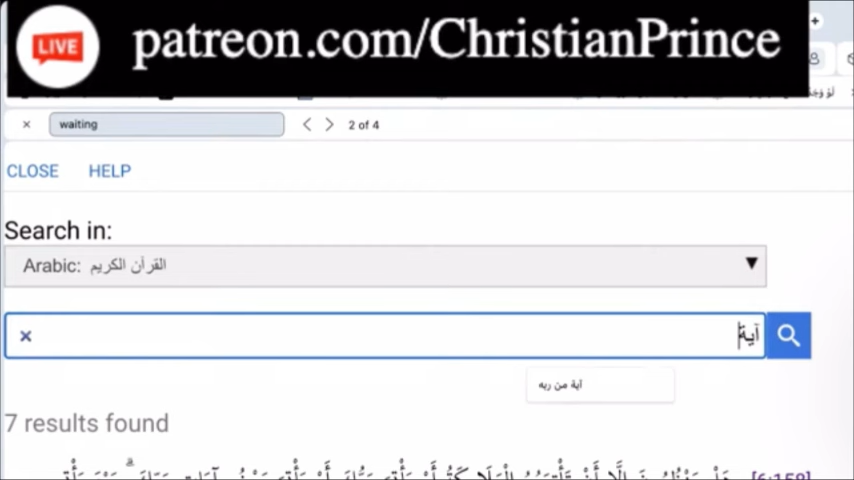 LIVE
patreon.com/ChristianPrince
waiting
2 of 4
CLOSE HELP
Search in:
Arabic: القرآن الكريم
آية
آية من ربه
7 results found
[6:158]